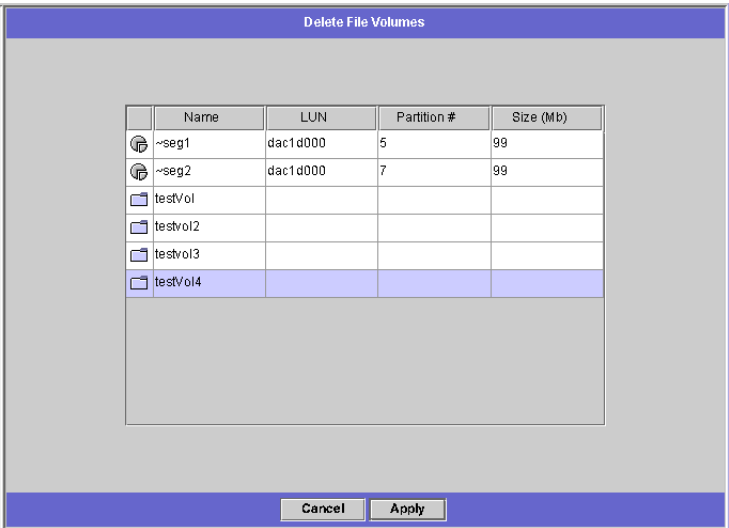 Delete File Volumes
Name LUN Partition # Size (Mb)
~seg1 dac1d000 5 99
~seg2 dac1d000 7 99
testVol
testvol2
testvol3
testVol4
Cancel Apply